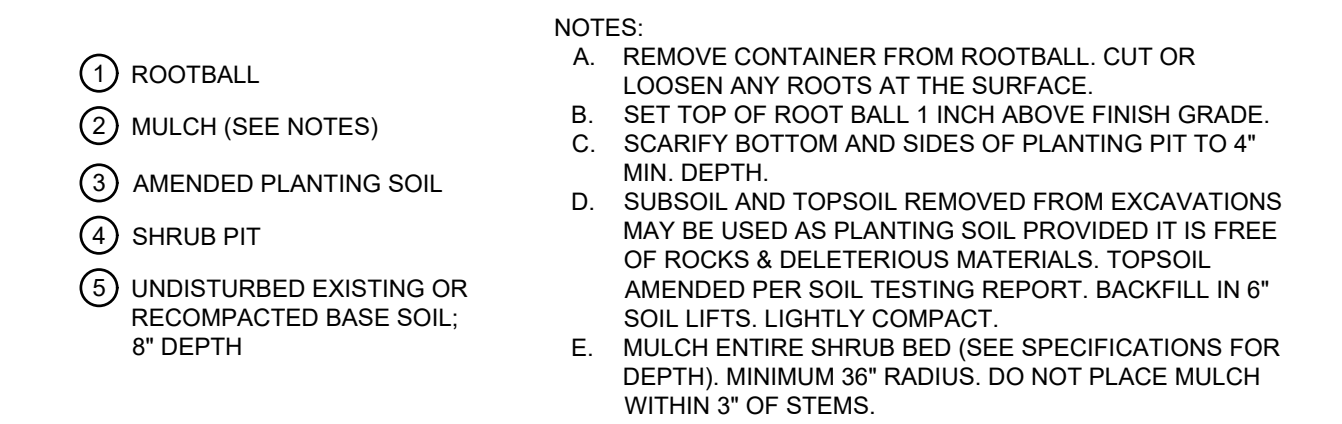 1 ROOTBALL
2 MULCH (SEE NOTES)
3 AMENDED PLANTING SOIL
4 SHRUB PIT
5 UNDISTURBED EXISTING OR
RECOMPACTED BASE SOIL;
8" DEPTH
NOTES:
A. REMOVE CONTAINER FROM ROOTBALL. CUT OR
LOOSEN ANY ROOTS AT THE SURFACE.
B. SET TOP OF ROOT BALL 1 INCH ABOVE FINISH GRADE.
C. SCARIFY BOTTOM AND SIDES OF PLANTING PIT TO 4"
MIN. DEPTH.
D. SUBSOIL AND TOPSOIL REMOVED FROM EXCAVATIONS
MAY BE USED AS PLANTING SOIL PROVIDED IT IS FREE
OF ROCKS & DELETERIOUS MATERIALS. TOPSOIL
AMENDED PER SOIL TESTING REPORT. BACKFILL IN 6"
SOIL LIFTS. LIGHTLY COMPACT.
E. MULCH ENTIRE SHRUB BED (SEE SPECIFICATIONS FOR
DEPTH). MINIMUM 36" RADIUS. DO NOT PLACE MULCH
WITHIN 3" OF STEMS.